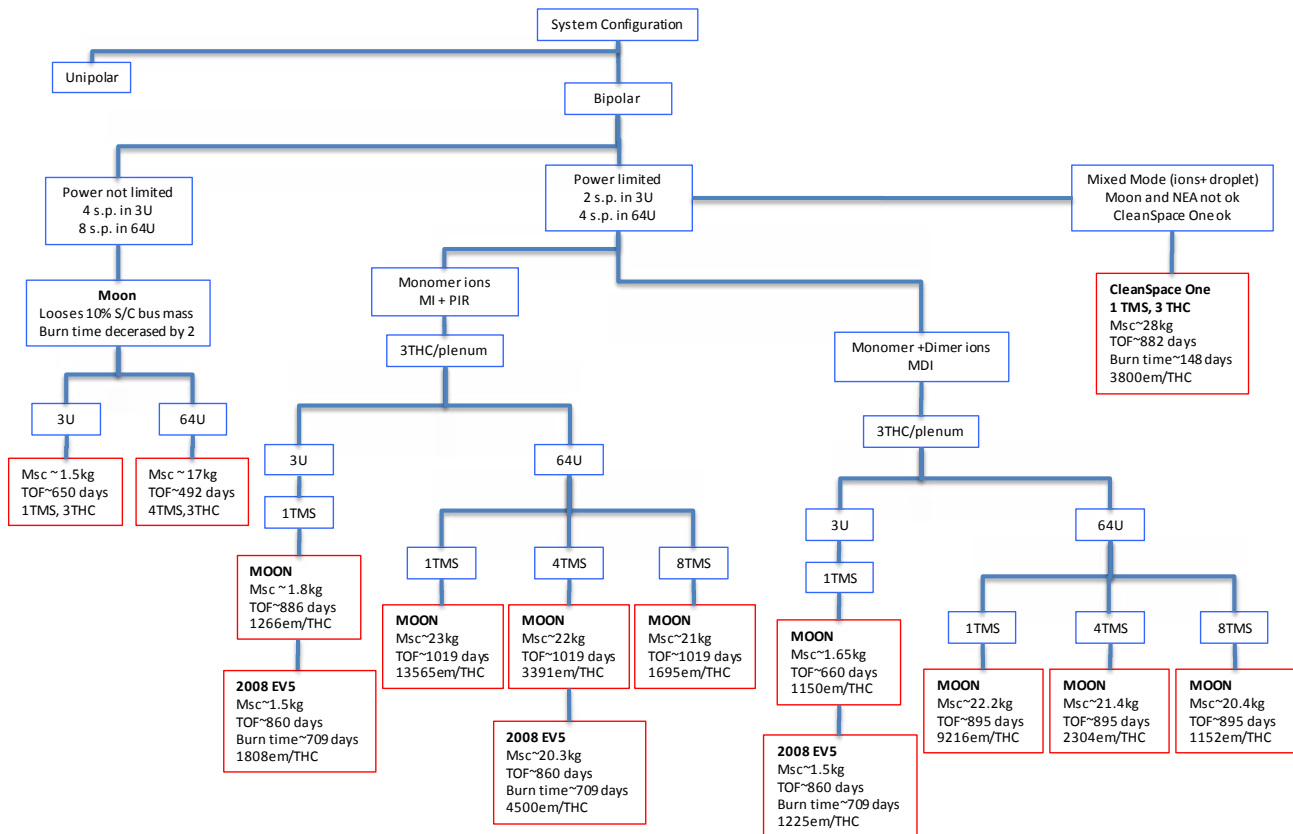 System Configuration
Unipolar
Bipolar
Power not limited
4 s.p. in 3U
8 s.p. in 64U
Power limited
2 s.p. in 3U
4 s.p. in 64U
Mixed Mode (ions+ droplet)
Moon and NEA not ok
CleanSpace One ok
Moon
Looses 10% S/C bus mass
Burn time decerased by 2
Monomer ions
MI + PIR
CleanSpace One
1 TMS, 3 THC
Msc~28kg
TOF~882 days
Burn time~148 days
3800em/THC
3THC/plenum
Monomer +Dimer ions
MDI
3THC/plenum
3U
64U
Msc ~ 1.5kg
TOF~650 days
1TMS, 3THC
Msc ~ 17kg
TOF~492 days
4TMS,3THC
3U
64U
1TMS
MOON
Msc ~ 1.8kg
TOF~886 days
1266em/THC
2008 EV5
Msc~1.5kg
TOF~860 days
Burn time~709 days
1808em/THC
1TMS
4TMS
8TMS
MOON
Msc~23kg
TOF~1019 days
13565em/THC
MOON
Msc~22kg
TOF~1019 days
3391em/THC
MOON
Msc~21kg
TOF~1019 days
1695em/THC
2008 EV5
Msc~20.3kg
TOF~860 days
Burn time~709 days
4500em/THC
3U
64U
1TMS
MOON
Msc~1.65kg
TOF~660 days
1150em/THC
2008 EV5
Msc~1.5kg
TOF~860 days
Burn time~709 days
1225em/THC
1TMS
4TMS
8TMS
MOON
Msc~22.2kg
TOF~895 days
9216em/THC
MOON
Msc~21.4kg
TOF~895 days
2304em/THC
MOON
Msc~20.4kg
TOF~895 days
1152em/THC